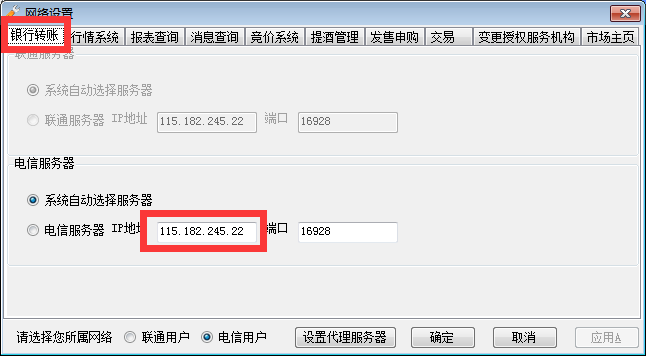 网络设置
银行转账 行情系统 报表查询 消息查询 竞价系统 提酒管理 发售申购 交易 变更授权服务机构 市场主页
联通服务器
系统自动选择服务器
联通服务器 IP地址 115.182.245.22 端口 16928
电信服务器
系统自动选择服务器
电信服务器 IP地址 115.182.245.22 端口 16928
请选择您所属网络 联通用户 电信用户 设置代理服务器 确定 取消 应用A